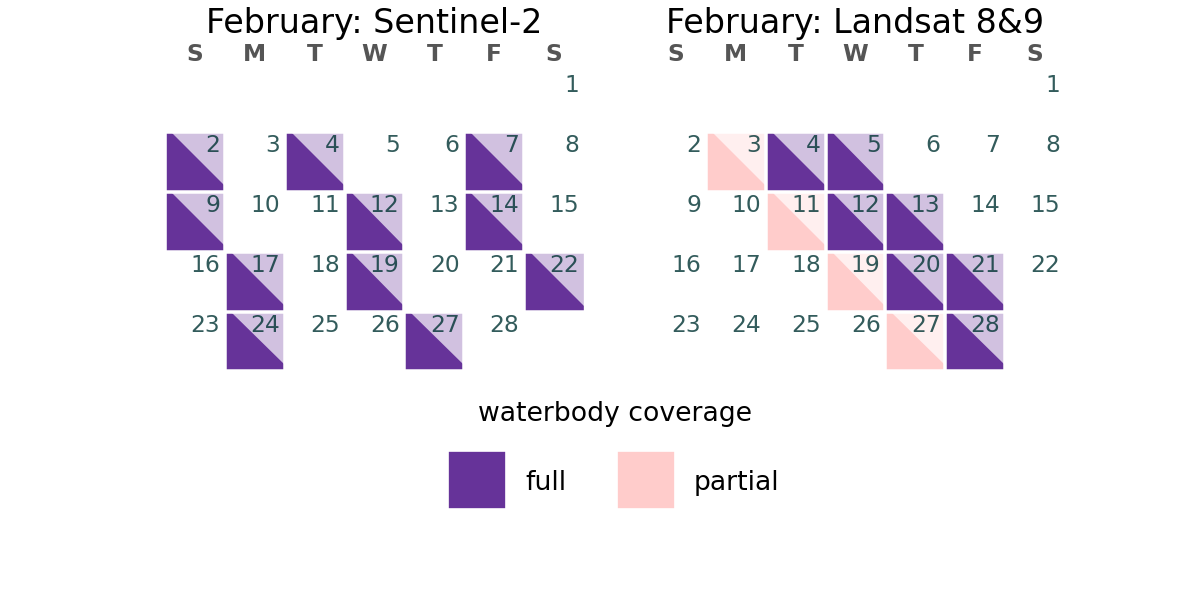 February: Sentinel-2
S M T W T F S
1
2 3 4 5 6 7 8
9 10 11 12 13 14 15
16 17 18 19 20 21 22
23 24 25 26 27 28
February: Landsat 8&9
S M T W T F S
1
2 3 4 5 6 7 8
9 10 11 12 13 14 15
16 17 18 19 20 21 22
23 24 25 26 27 28
waterbody coverage
full partial